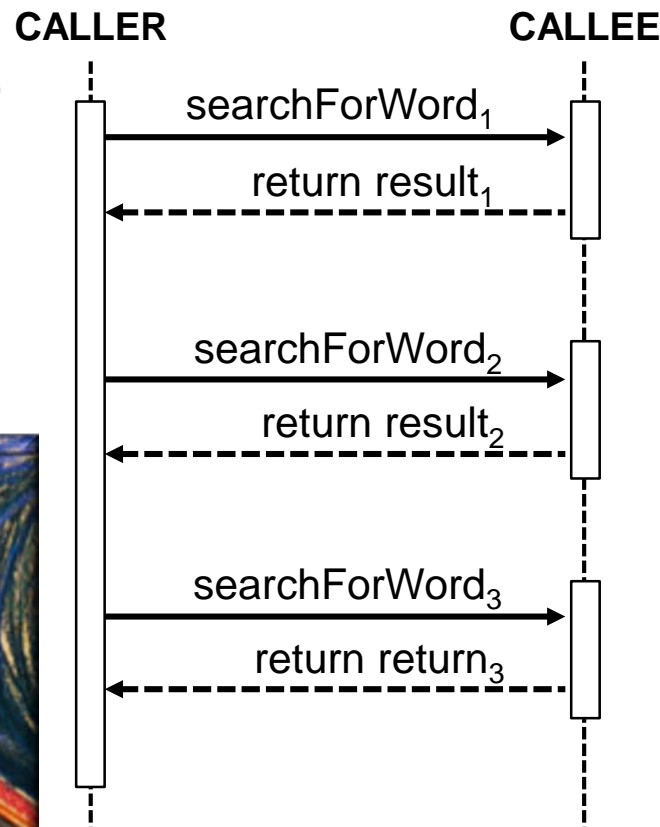 CALLER CALLEE
searchForWord₁
return result₁
searchForWord₂
return result₂
searchForWord₃
return return₃